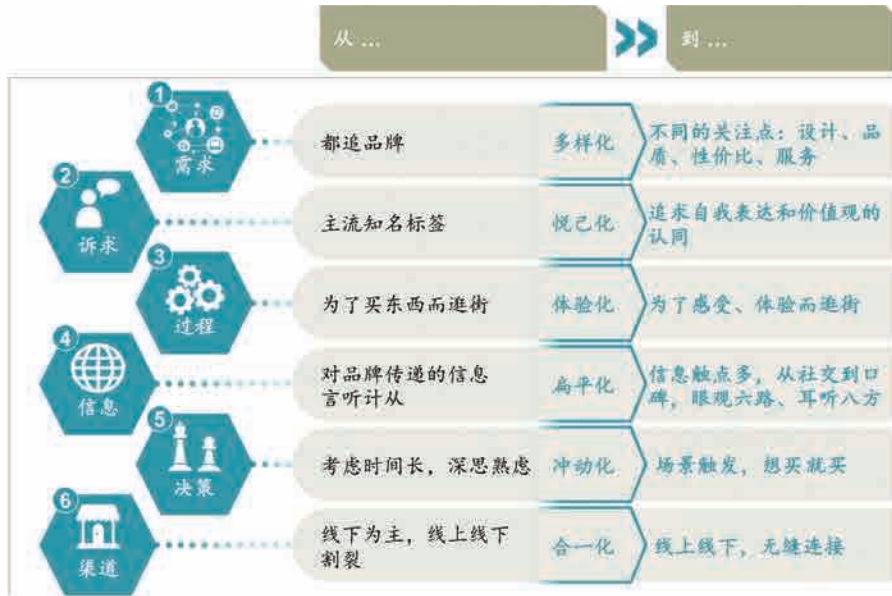 从 ...
到 ...
1
需求
都追品牌
多样化
不同的关注点：设计、品
质、性价比、服务
2
诉求
主流知名标签
悦己化
追求自我表达和价值观的
认同
3
过程
为了买东西而逛街
体验化
为了感受、体验而逛街
4
信息
对品牌传递的信息
言听计从
扁平化
信息触点多，从社交到口
碑，眼观六路、耳听八方
5
决策
考虑时间长，深思熟虑
冲动化
场景触发，想买就买
6
渠道
线下为主，线上线下
割裂
合一化
线上线下，无缝连接